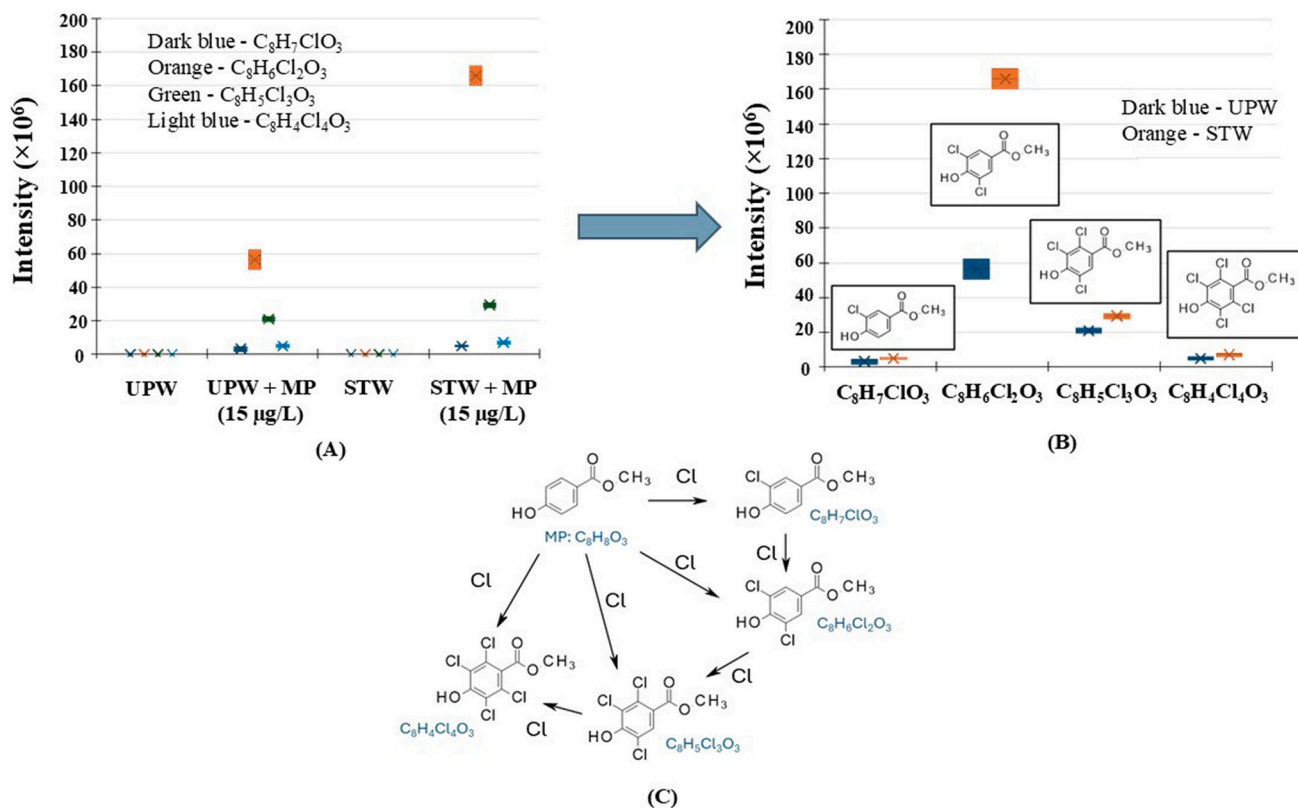 200
180
160
140
120
100
80
60
40
20
0
Intensity (×10⁶)
Dark blue - C₈H₇ClO₃
Orange - C₈H₆Cl₂O₃
Green - C₈H₅Cl₃O₃
Light blue - C₈H₄Cl₄O₃
UPW
UPW + MP
(15 µg/L)
STW
STW + MP
(15 µg/L)
(A)
200
180
160
140
120
100
80
60
40
20
0
Intensity (×10⁶)
Dark blue - UPW
Orange - STW
Cl
O
O
CH₃
HO
Cl
Cl
O
O
CH₃
HO
Cl
Cl
Cl
O
O
CH₃
HO
Cl
Cl
Cl
O
O
CH₃
HO
Cl
Cl
C₈H₇ClO₃
C₈H₆Cl₂O₃
C₈H₅Cl₃O₃
C₈H₄Cl₄O₃
(B)
O
O
CH₃
HO
MP: C₈H₈O₃
Cl
Cl
O
O
CH₃
HO
C₈H₇ClO₃
Cl
Cl
Cl
Cl
Cl
O
O
CH₃
HO
Cl
C₈H₆Cl₂O₃
Cl
Cl
Cl
O
O
CH₃
HO
Cl
Cl
C₈H₄Cl₄O₃
Cl
Cl
Cl
Cl
O
O
CH₃
HO
Cl
C₈H₅Cl₃O₃
(C)